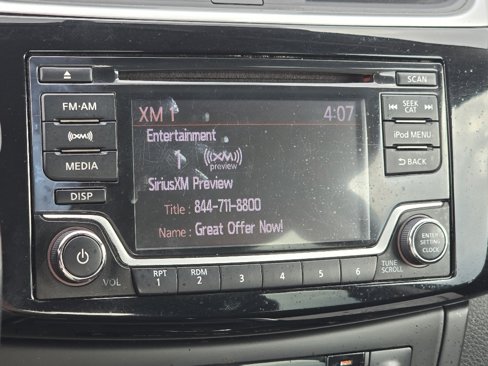 SCAN
FM·AM
XM 1 4:07
SEEK
CAT
Entertainment
((XM))
1 ((XM))
preview
iPod MENU
MEDIA
SiriusXM Preview
BACK
DISP
Title : 844-711-8800
Name : Great Offer Now!
ENTER
SETTING
CLOCK
VOL
RPT
1
RDM
2
3
4
5
6
TUNE
SCROLL